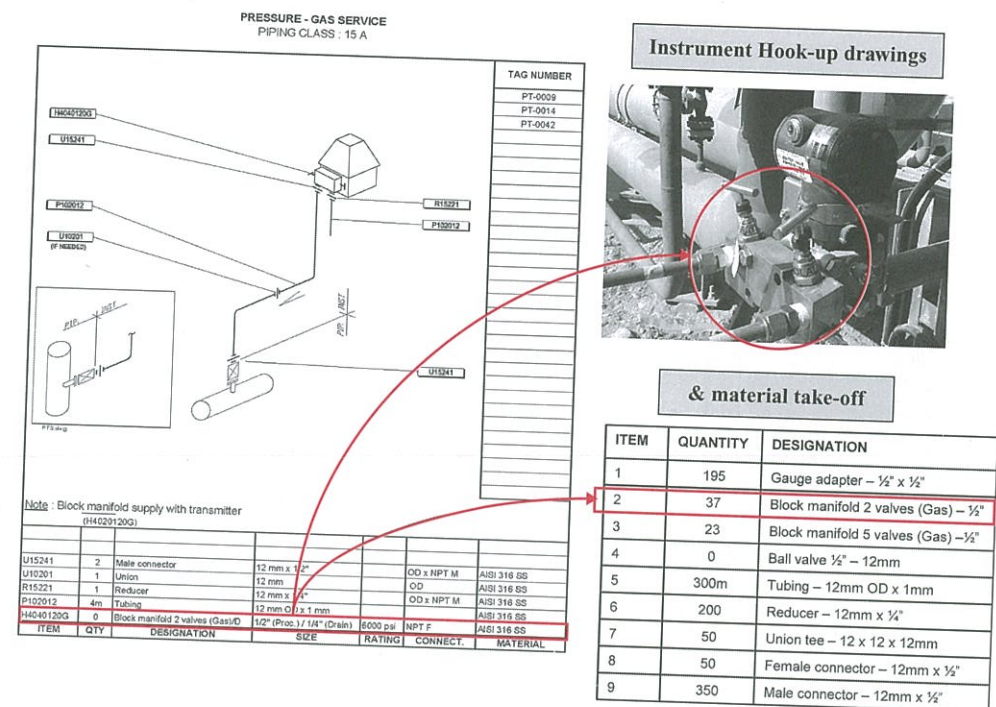 PRESSURE - GAS SERVICE
PIPING CLASS : 15 A
TAG NUMBER
PT-0009
PT-0014
PT-0042
H4040120G
U15241
P102012
U10201
(IF NEEDED)
R15221
P102012
U15241
PIP. INST
PIP. INST
Note : Block manifold supply with transmitter
(H4020120G)
U15241 2 Male connector 12 mm x 1/2" OD x NPT M AISI 316 SS
U10201 1 Union 12 mm OD AISI 316 SS
R15221 1 Reducer 12 mm x 1/4" OD x NPT M AISI 316 SS
P102012 4m Tubing 12 mm OD x 1 mm AISI 316 SS
H4040120G 0 Block manifold 2 valves (Gas)/D 1/2" (Proc.) / 1/4" (Drain) 6000 psi NPT F AISI 316 SS
ITEM QTY DESIGNATION SIZE RATING CONNECT. MATERIAL
Instrument Hook-up drawings
& material take-off
ITEM QUANTITY DESIGNATION
1 195 Gauge adapter – ½" x ½"
2 37 Block manifold 2 valves (Gas) – ½"
3 23 Block manifold 5 valves (Gas) –½"
4 0 Ball valve ½" – 12mm
5 300m Tubing – 12mm OD x 1mm
6 200 Reducer – 12mm x ¼"
7 50 Union tee – 12 x 12 x 12mm
8 50 Female connector – 12mm x ½"
9 350 Male connector – 12mm x ½"